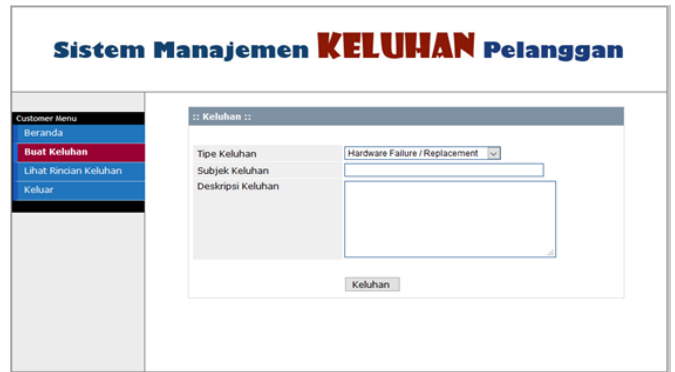 Sistem Manajemen KELUHAN Pelanggan
Customer Menu
Beranda
Buat Keluhan
Lihat Rincian Keluhan
Keluar
:: Keluhan ::
Tipe Keluhan Hardware Failure / Replacement
Subjek Keluhan
Deskripsi Keluhan
Keluhan